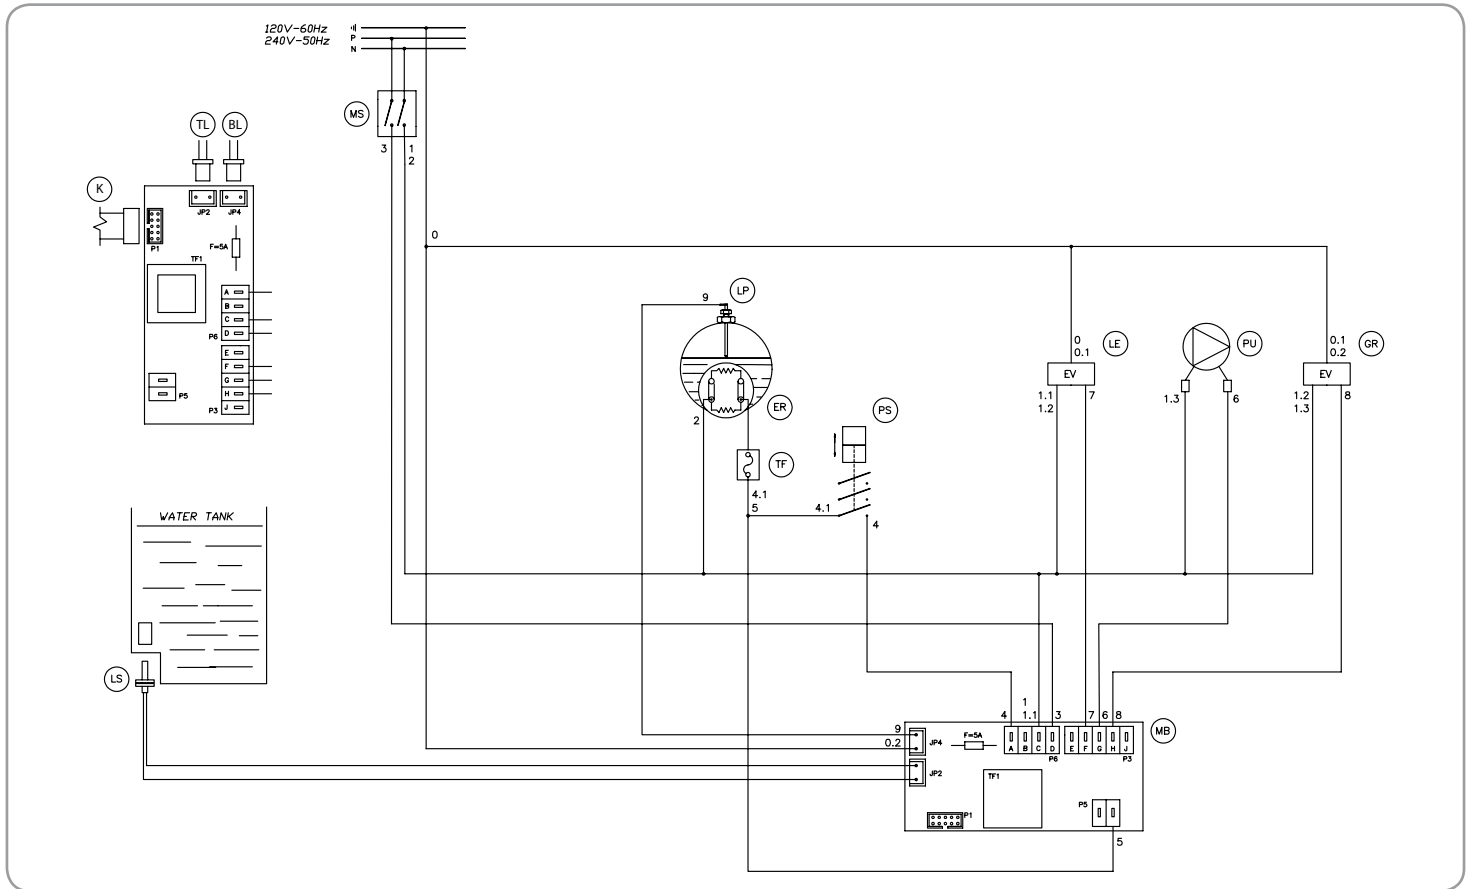 120V-60Hz
240V-50Hz
P
N
MS
3
1
2
TL
BL
K
JP2
JP4
P1
F=5A
TF1
A
B
C
D
P6
E
F
G
H
J
P5
P3
0
9
LP
ER
2
TF
4.1
5
4.1
4
PS
0
0.1
LE
EV
1.1
1.2
7
PU
1.3
6
0.1
0.2
GR
EV
1.2
1.3
8
WATER TANK
LS
4
1
1.1
3
7
6
8
MB
9
0.2
JP4
JP2
F=5A
A
B
C
D
P6
E
F
G
H
J
P3
TF1
P1
P5
5